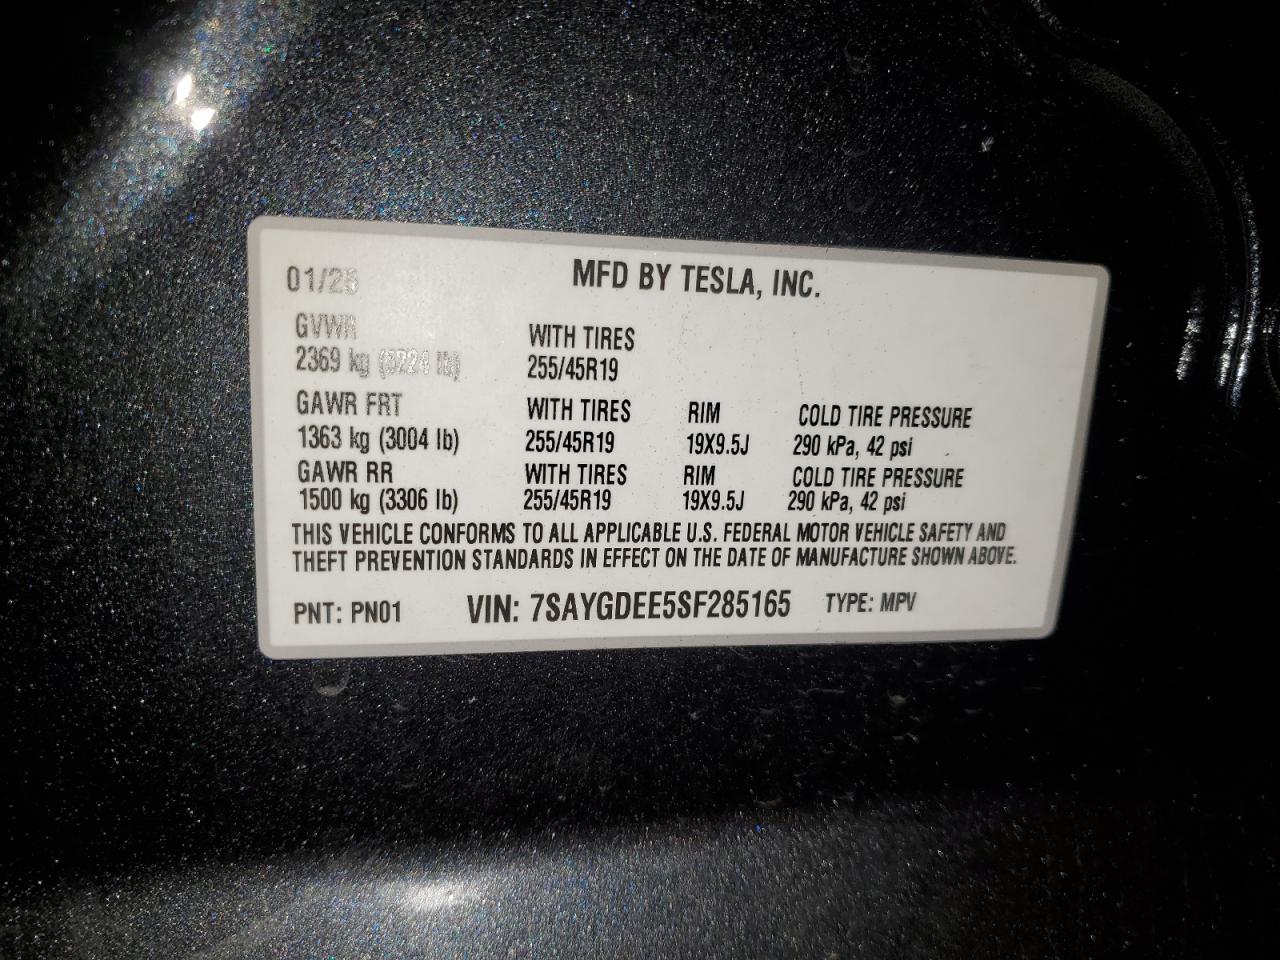 01/25 MFD BY TESLA, INC.
GVWR WITH TIRES
2369 kg (5224 lb) 255/45R19
GAWR FRT WITH TIRES RIM COLD TIRE PRESSURE
1363 kg (3004 lb) 255/45R19 19X9.5J 290 kPa, 42 psi
GAWR RR WITH TIRES RIM COLD TIRE PRESSURE
1500 kg (3306 lb) 255/45R19 19X9.5J 290 kPa, 42 psi
THIS VEHICLE CONFORMS TO ALL APPLICABLE U.S. FEDERAL MOTOR VEHICLE SAFETY AND
THEFT PREVENTION STANDARDS IN EFFECT ON THE DATE OF MANUFACTURE SHOWN ABOVE.
PNT: PN01 VIN: 7SAYGDEE5SF285165 TYPE: MPV